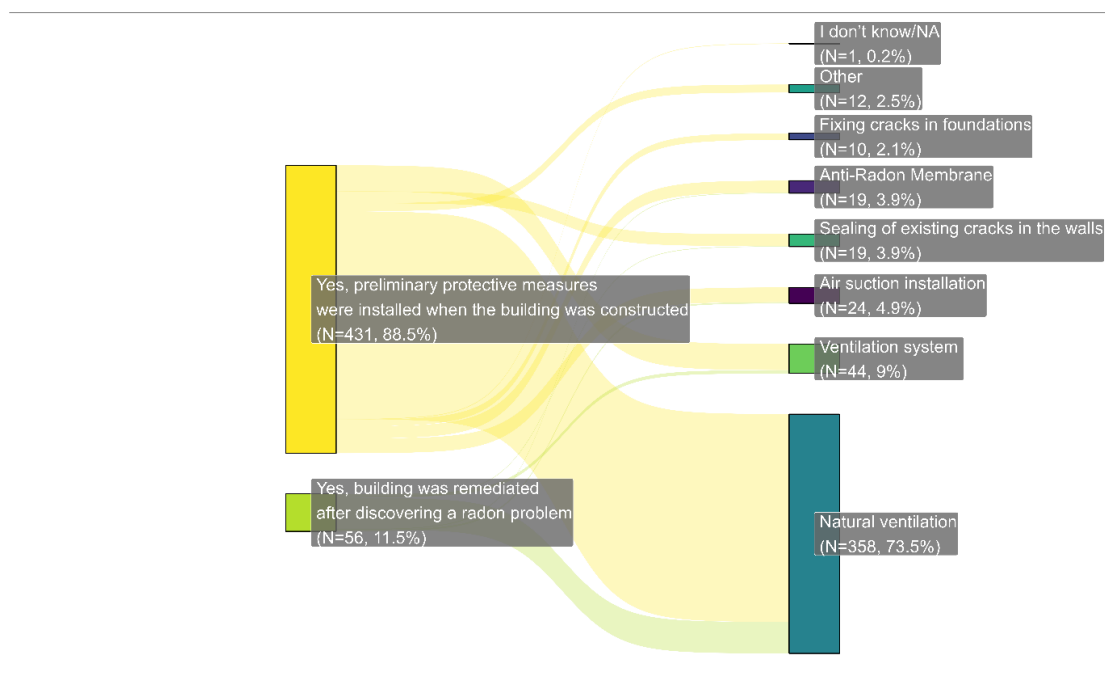 I don't know/NA
(N=1, 0.2%)
Other
(N=12, 2.5%)
Fixing cracks in foundations
(N=10, 2.1%)
Anti-Radon Membrane
(N=19, 3.9%)
Sealing of existing cracks in the walls
(N=19, 3.9%)
Air suction installation
(N=24, 4.9%)
Ventilation system
(N=44, 9%)
Natural ventilation
(N=358, 73.5%)
Yes, preliminary protective measures
were installed when the building was constructed
(N=431, 88.5%)
Yes, building was remediated
after discovering a radon problem
(N=56, 11.5%)